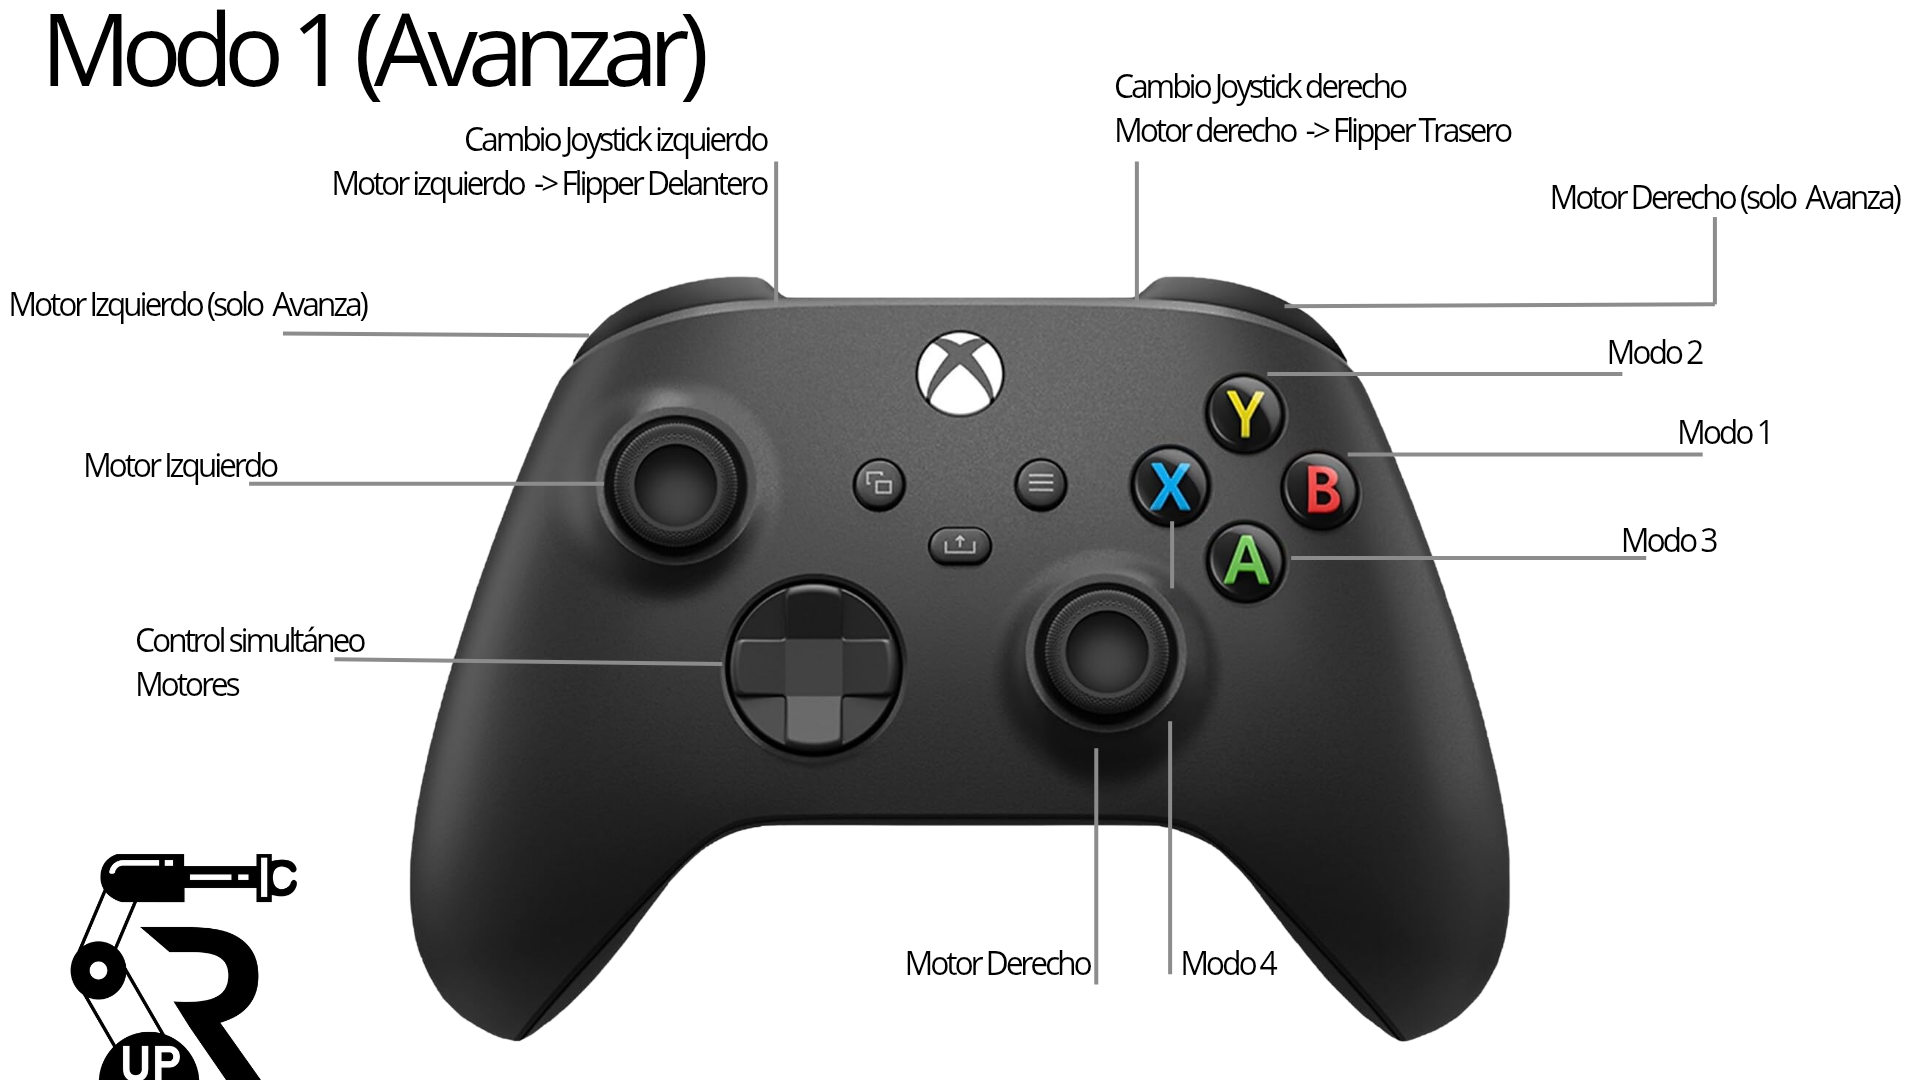 Modo 1 (Avanzar)
Cambio Joystick derecho
Motor derecho -> Flipper Trasero
Cambio Joystick izquierdo
Motor izquierdo -> Flipper Delantero
Motor Derecho (solo Avanza)
Motor Izquierdo (solo Avanza)
Modo 2
Y
Modo 1
Motor Izquierdo
X
B
Modo 3
A
Control simultáneo
Motores
Motor Derecho
Modo 4
R
UP